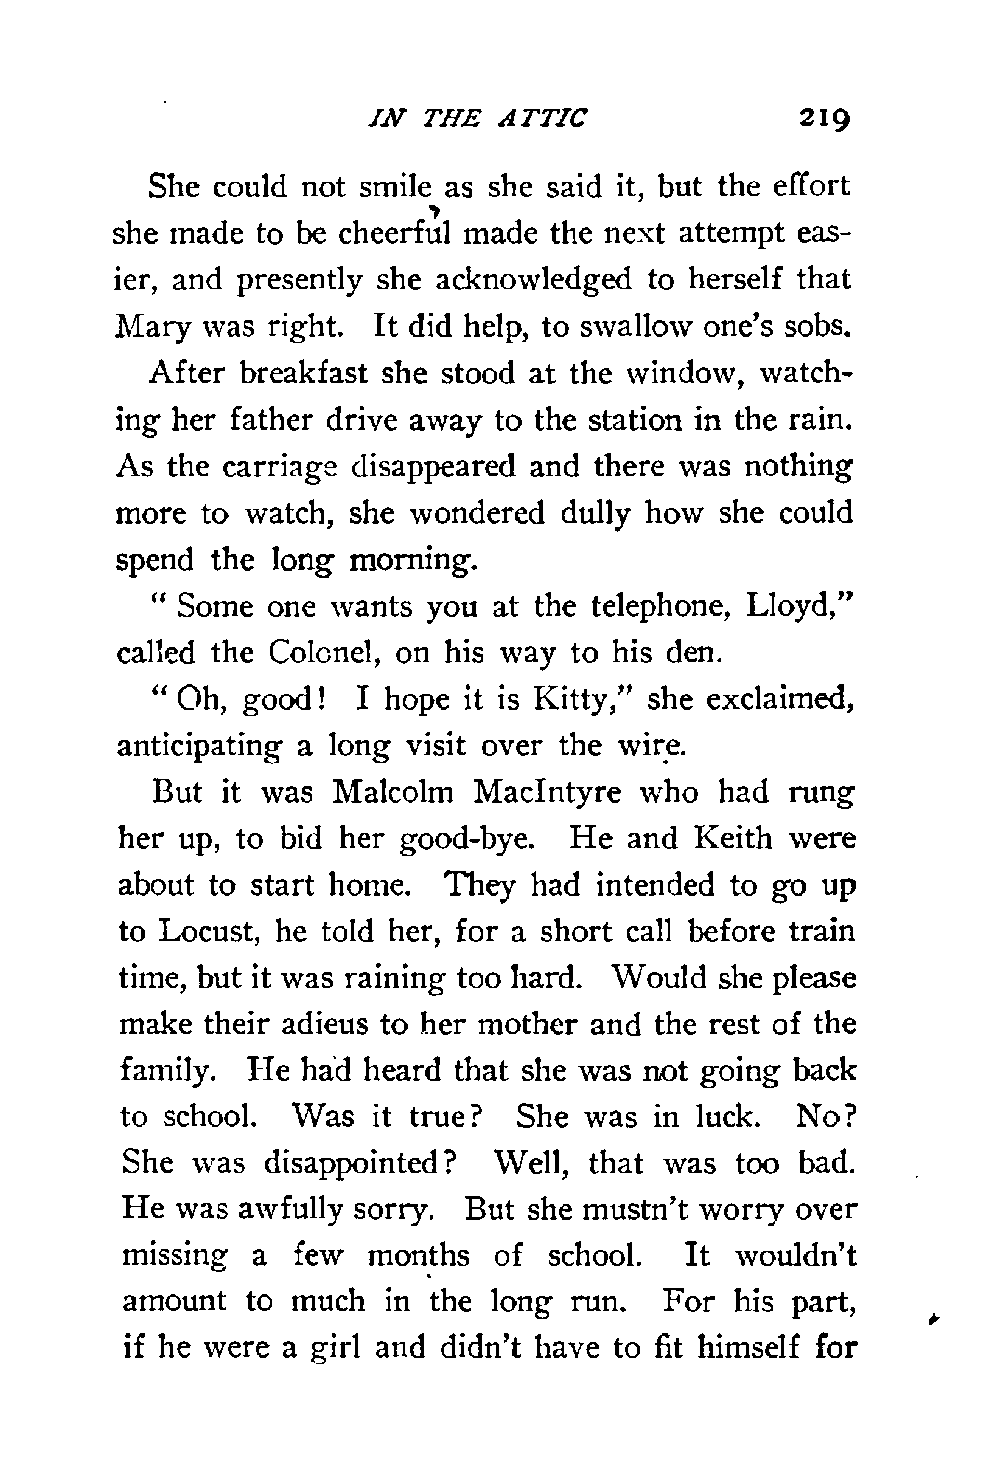 IN THE ATTIC 219
She could not smile as she said it, but the effort
she made to be cheerful made the next attempt eas-
ier, and presently she acknowledged to herself that
Mary was right. It did help, to swallow one's sobs.
After breakfast she stood at the window, watch-
ing her father drive away to the station in the rain.
As the carriage disappeared and there was nothing
more to watch, she wondered dully how she could
spend the long morning.
" Some one wants you at the telephone, Lloyd,"
called the Colonel, on his way to his den.
" Oh, good! I hope it is Kitty," she exclaimed,
anticipating a long visit over the wire.
But it was Malcolm MacIntyre who had rung
her up, to bid her good-bye. He and Keith were
about to start home. They had intended to go up
to Locust, he told her, for a short call before train
time, but it was raining too hard. Would she please
make their adieus to her mother and the rest of the
family. He had heard that she was not going back
to school. Was it true? She was in luck. No?
She was disappointed? Well, that was too bad.
He was awfully sorry. But she mustn't worry over
missing a few months of school. It wouldn't
amount to much in the long run. For his part,
if he were a girl and didn't have to fit himself for